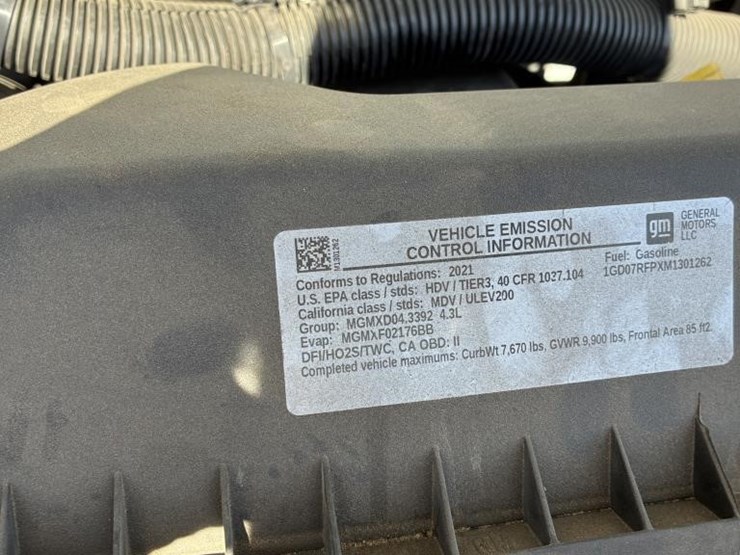 VEHICLE EMISSION
CONTROL INFORMATION
gm
GENERAL
MOTORS
LLC
M1301262
Conforms to Regulations: 2021
Fuel: Gasoline
U.S. EPA class / stds: HDV / TIER3, 40 CFR 1037.104
1GD07RFPXM1301262
California class / stds: MDV / ULEV200
Group: MGMXD04.3392 4.3L
Evap: MGMXF02176BB
DFI/HO2S/TWC, CA OBD: II
Completed vehicle maximums: CurbWt 7,670 lbs, GVWR 9,900 lbs, Frontal Area 85 ft2.